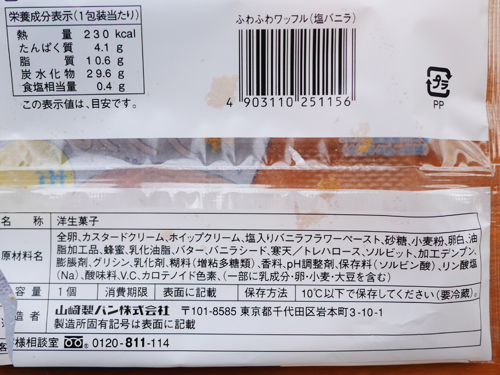 栄養成分表示(1包装当たり)
熱量 230 kcal
たんぱく質 4.1 g
脂質 10.6 g
炭水化物 29.6 g
食塩相当量 0.4 g
この表示値は、目安です。
ふわふわワッフル(塩バニラ)
4 903110 251156
プラ
PP
名称 洋生菓子
原材料名 全卵、カスタードクリーム、ホイップクリーム、塩入りバニラフラワーペースト、砂糖、小麦粉、卵白、油
脂加工品、蜂蜜、乳化油脂、バター、バニラシード、寒天/トレハロース、ソルビット、加工デンプン、
膨脹剤、グリシン、乳化剤、糊料(増粘多糖類)、香料、pH調整剤、保存料(ソルビン酸)、リン酸塩
(Na)、酸味料、V.C、カロテノイド色素、(一部に乳成分・卵・小麦・大豆を含む)
容量 1個 消費期限 表面に記載 保存方法 10℃以下で保存してください(要冷蔵)。
造者 山崎製パン株式会社 〒101-8585 東京都千代田区岩本町3-10-1
製造所固有記号は表面に記載
客様相談室 0120-811-114